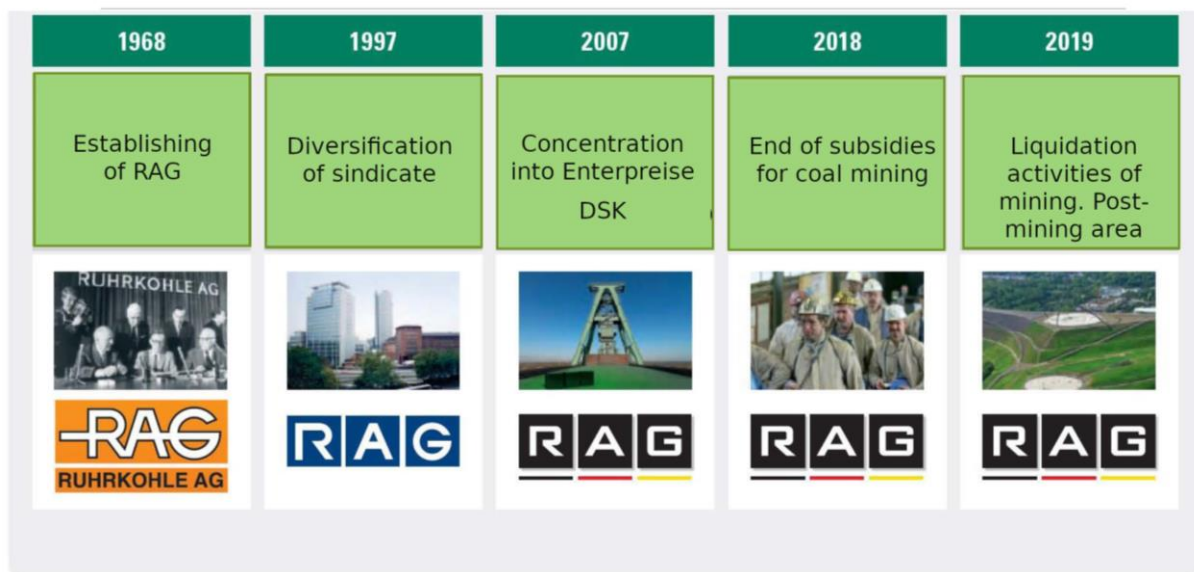 1968
1997
2007
2018
2019
Establishing
of RAG
Diversification
of sindicate
Concentration
into Enterpreise
DSK
End of subsidies
for coal mining
Liquidation
activities of
mining. Post-
mining area
RUHRKOHLE AG
RAG
RUHRKOHLE AG
RAG
RAG
RAG
RAG